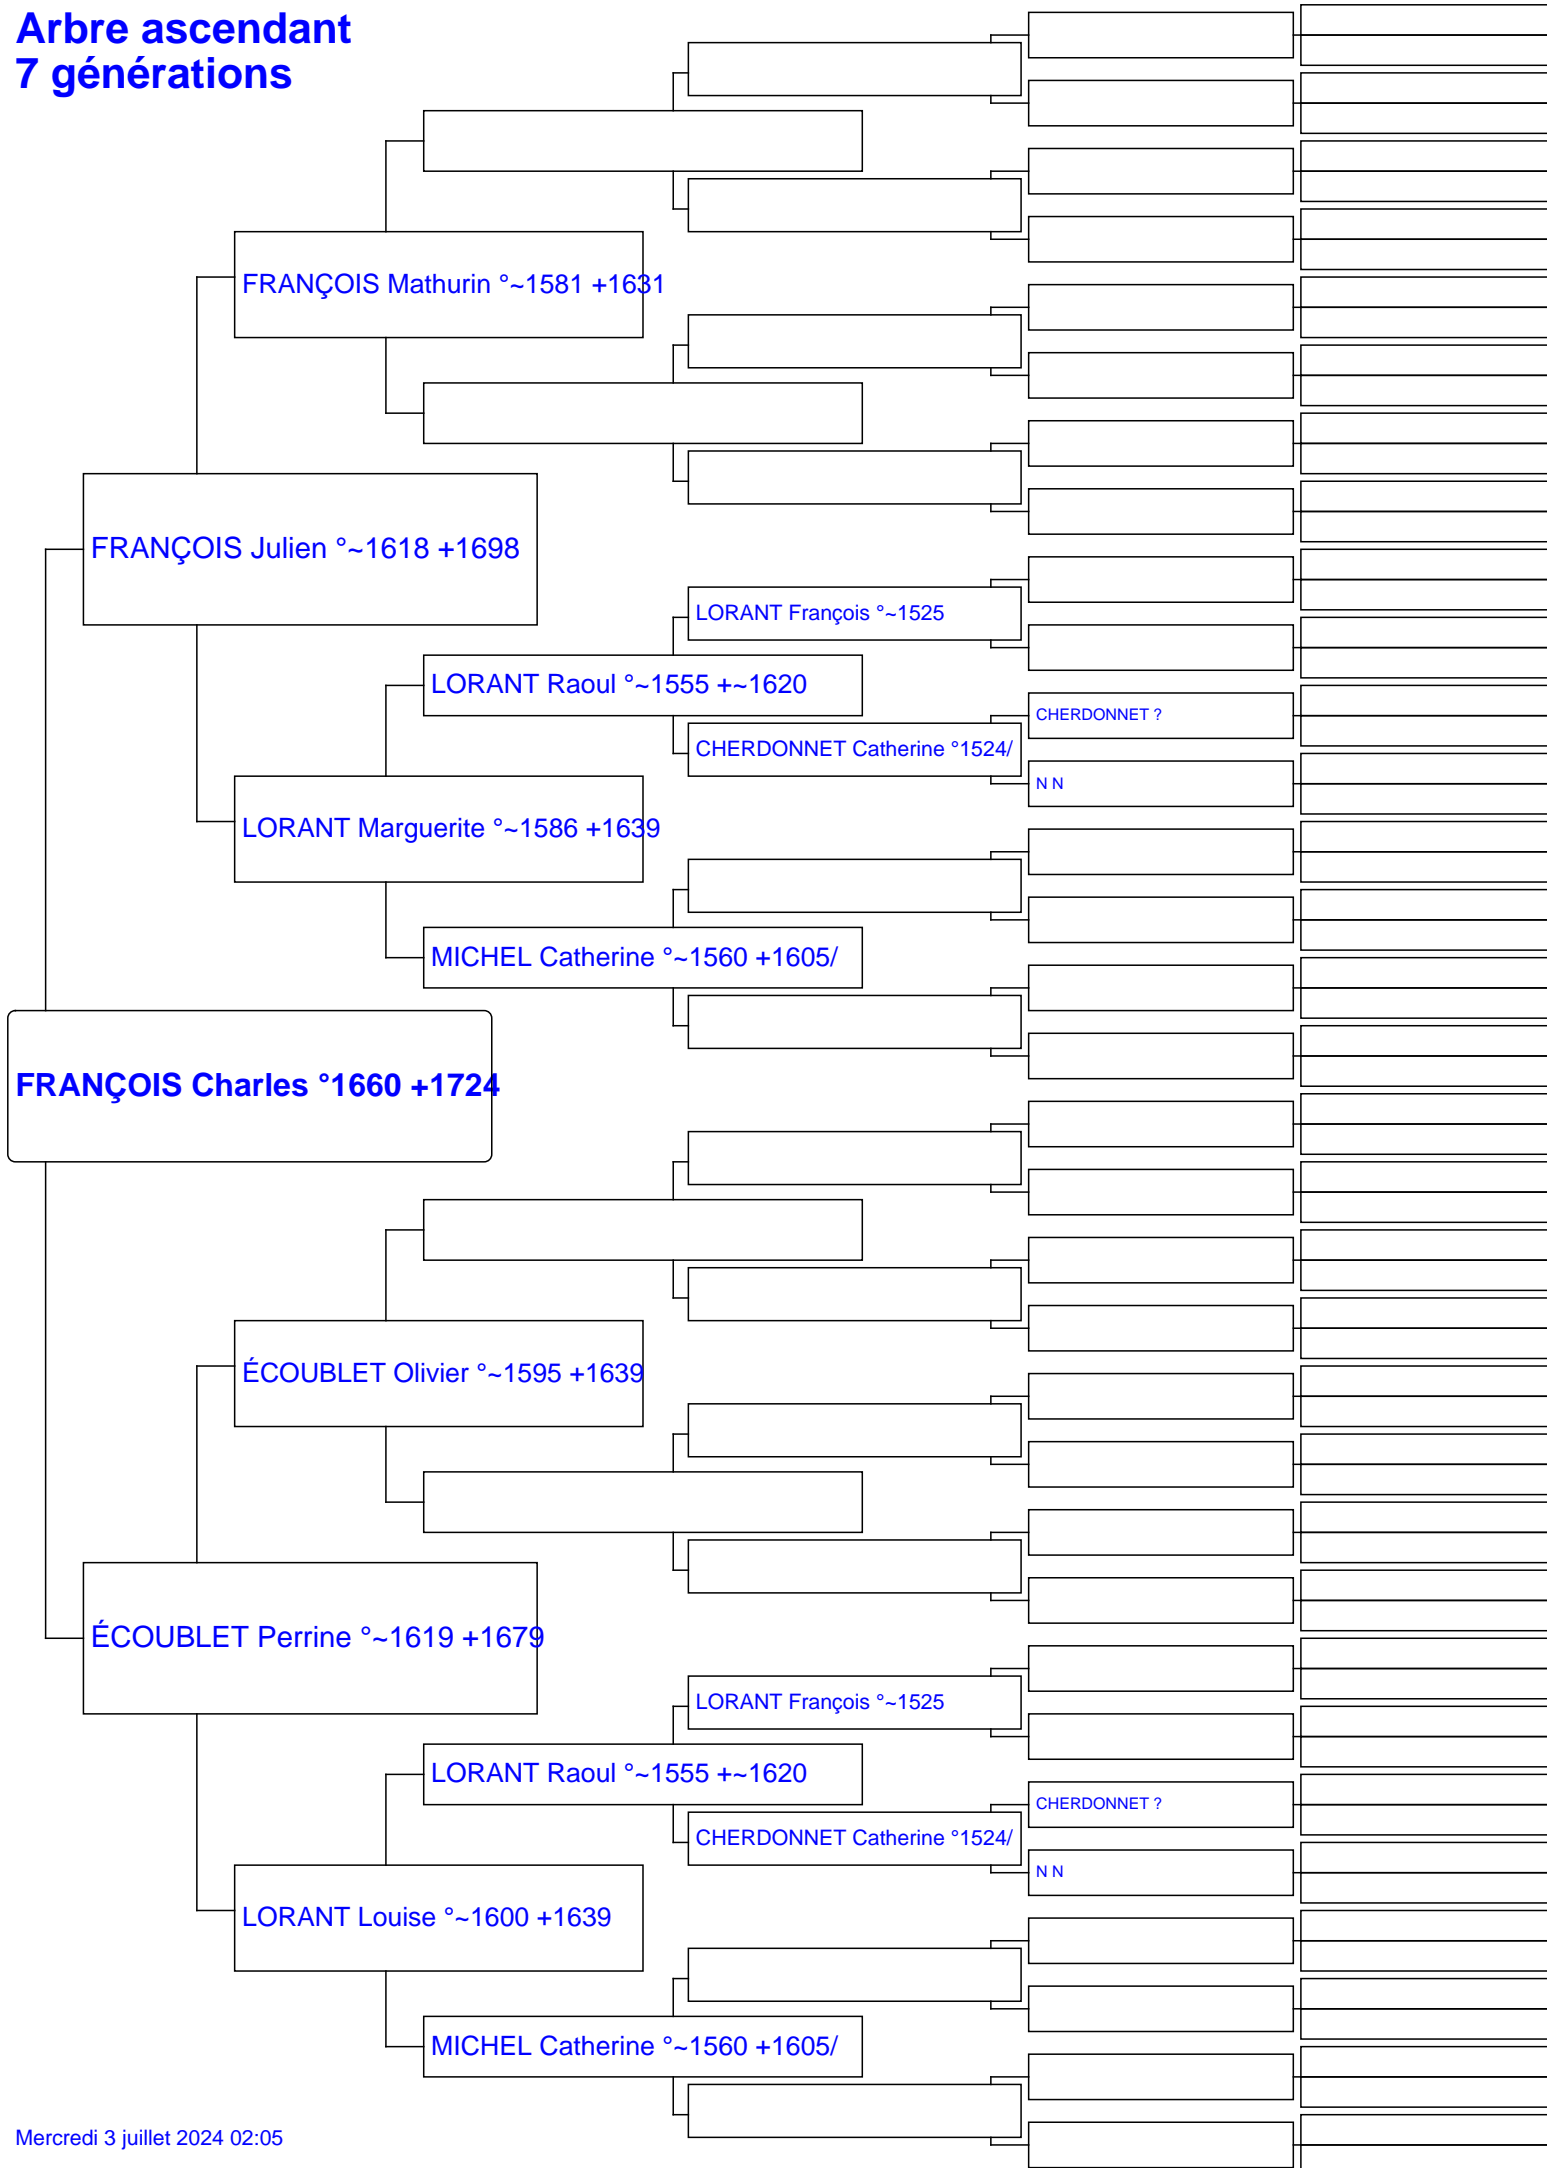 Arbre ascendant
7 générations
FRANÇOIS Mathurin °~1581 +1631
FRANÇOIS Julien °~1618 +1698
LORANT François °~1525
LORANT Raoul °~1555 +~1620
CHERDONNET ?
CHERDONNET Catherine °1524/
N N
LORANT Marguerite °~1586 +1639
MICHEL Catherine °~1560 +1605/
FRANÇOIS Charles °1660 +1724
ÉCOUBLET Olivier °~1595 +1639
ÉCOUBLET Perrine °~1619 +1679
LORANT François °~1525
LORANT Raoul °~1555 +~1620
CHERDONNET ?
CHERDONNET Catherine °1524/
N N
LORANT Louise °~1600 +1639
MICHEL Catherine °~1560 +1605/
Mercredi 3 juillet 2024 02:05